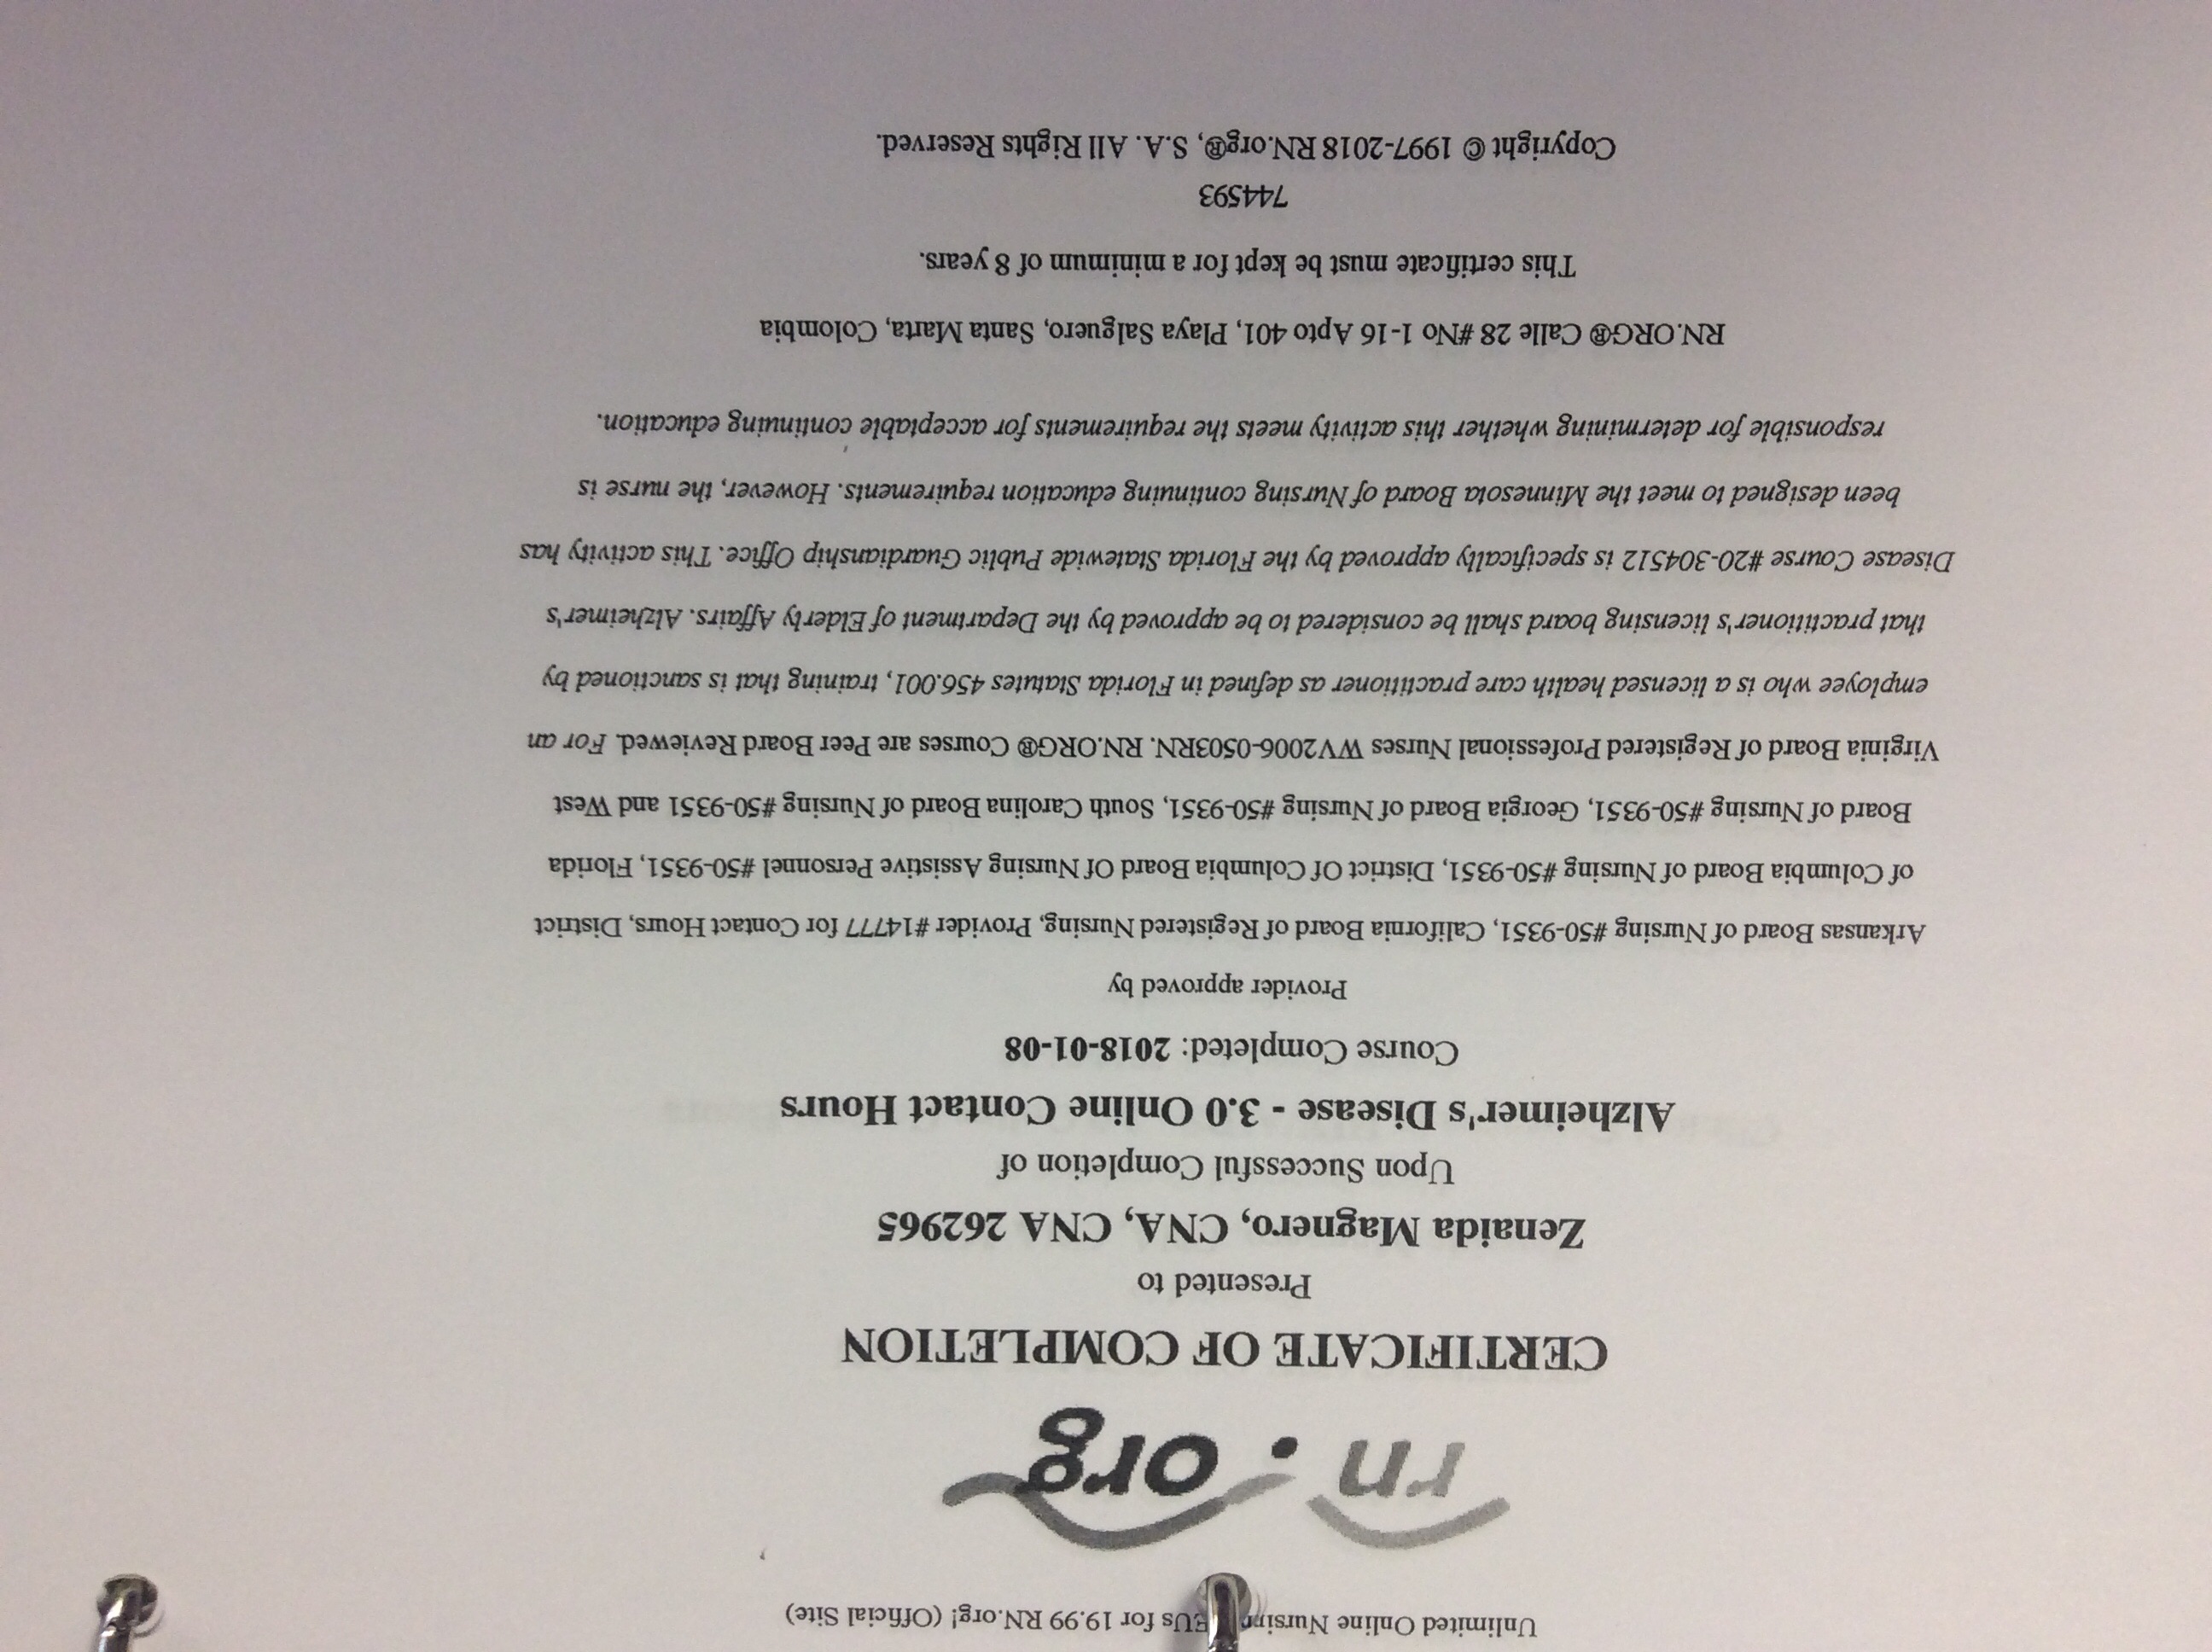 Unlimited Online Nursing EUs for 19.99 RN.org! (Official Site)
rn.org
CERTIFICATE OF COMPLETION
Presented to
Zenaida Magnero, CNA, CNA 262965
Upon Successful Completion of
Alzheimer's Disease - 3.0 Online Contact Hours
Course Completed: 2018-01-08
Provider approved by
Arkansas Board of Nursing #50-9351, California Board of Registered Nursing, Provider #14777 for Contact Hours, District
of Columbia Board of Nursing #50-9351, District Of Columbia Board Of Nursing Assistive Personnel #50-9351, Florida
Board of Nursing #50-9351, Georgia Board of Nursing #50-9351, South Carolina Board of Nursing #50-9351 and West
Virginia Board of Registered Professional Nurses WV2006-0503RN. RN.ORG® Courses are Peer Board Reviewed. For an
employee who is a licensed health care practitioner as defined in Florida Statutes 456.001, training that is sanctioned by
that practitioner's licensing board shall be considered to be approved by the Department of Elderly Affairs. Alzheimer's
Disease Course #20-304512 is specifically approved by the Florida Statewide Public Guardianship Office. This activity has
been designed to meet the Minnesota Board of Nursing continuing education requirements. However, the nurse is
responsible for determining whether this activity meets the requirements for acceptable continuing education.
RN.ORG® Calle 28 #No 1-16 Apto 401, Playa Salguero, Santa Marta, Colombia
This certificate must be kept for a minimum of 8 years.
744593
Copyright © 1997-2018 RN.org®, S.A. All Rights Reserved.